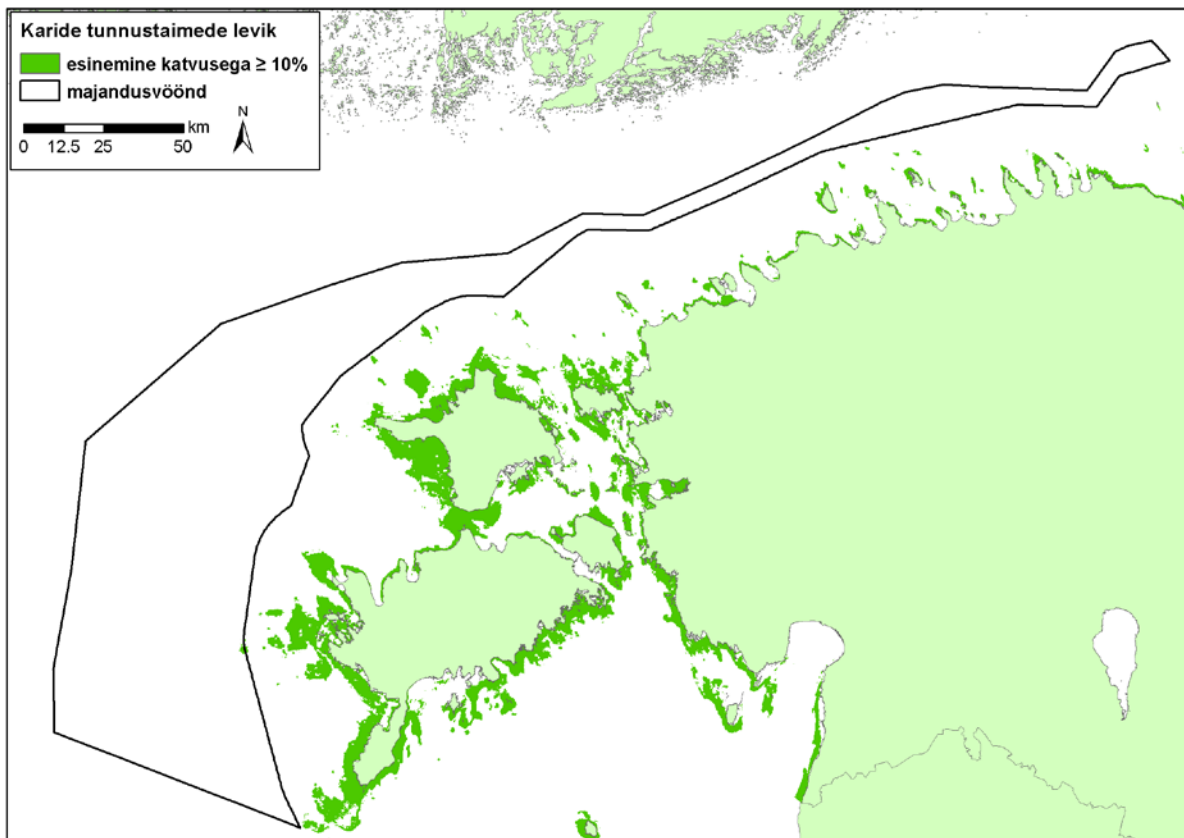 Karide tunnustaimede levik
esinemine katvusega ≥ 10%
majandusvöönd
km
0 12.5 25 50
N